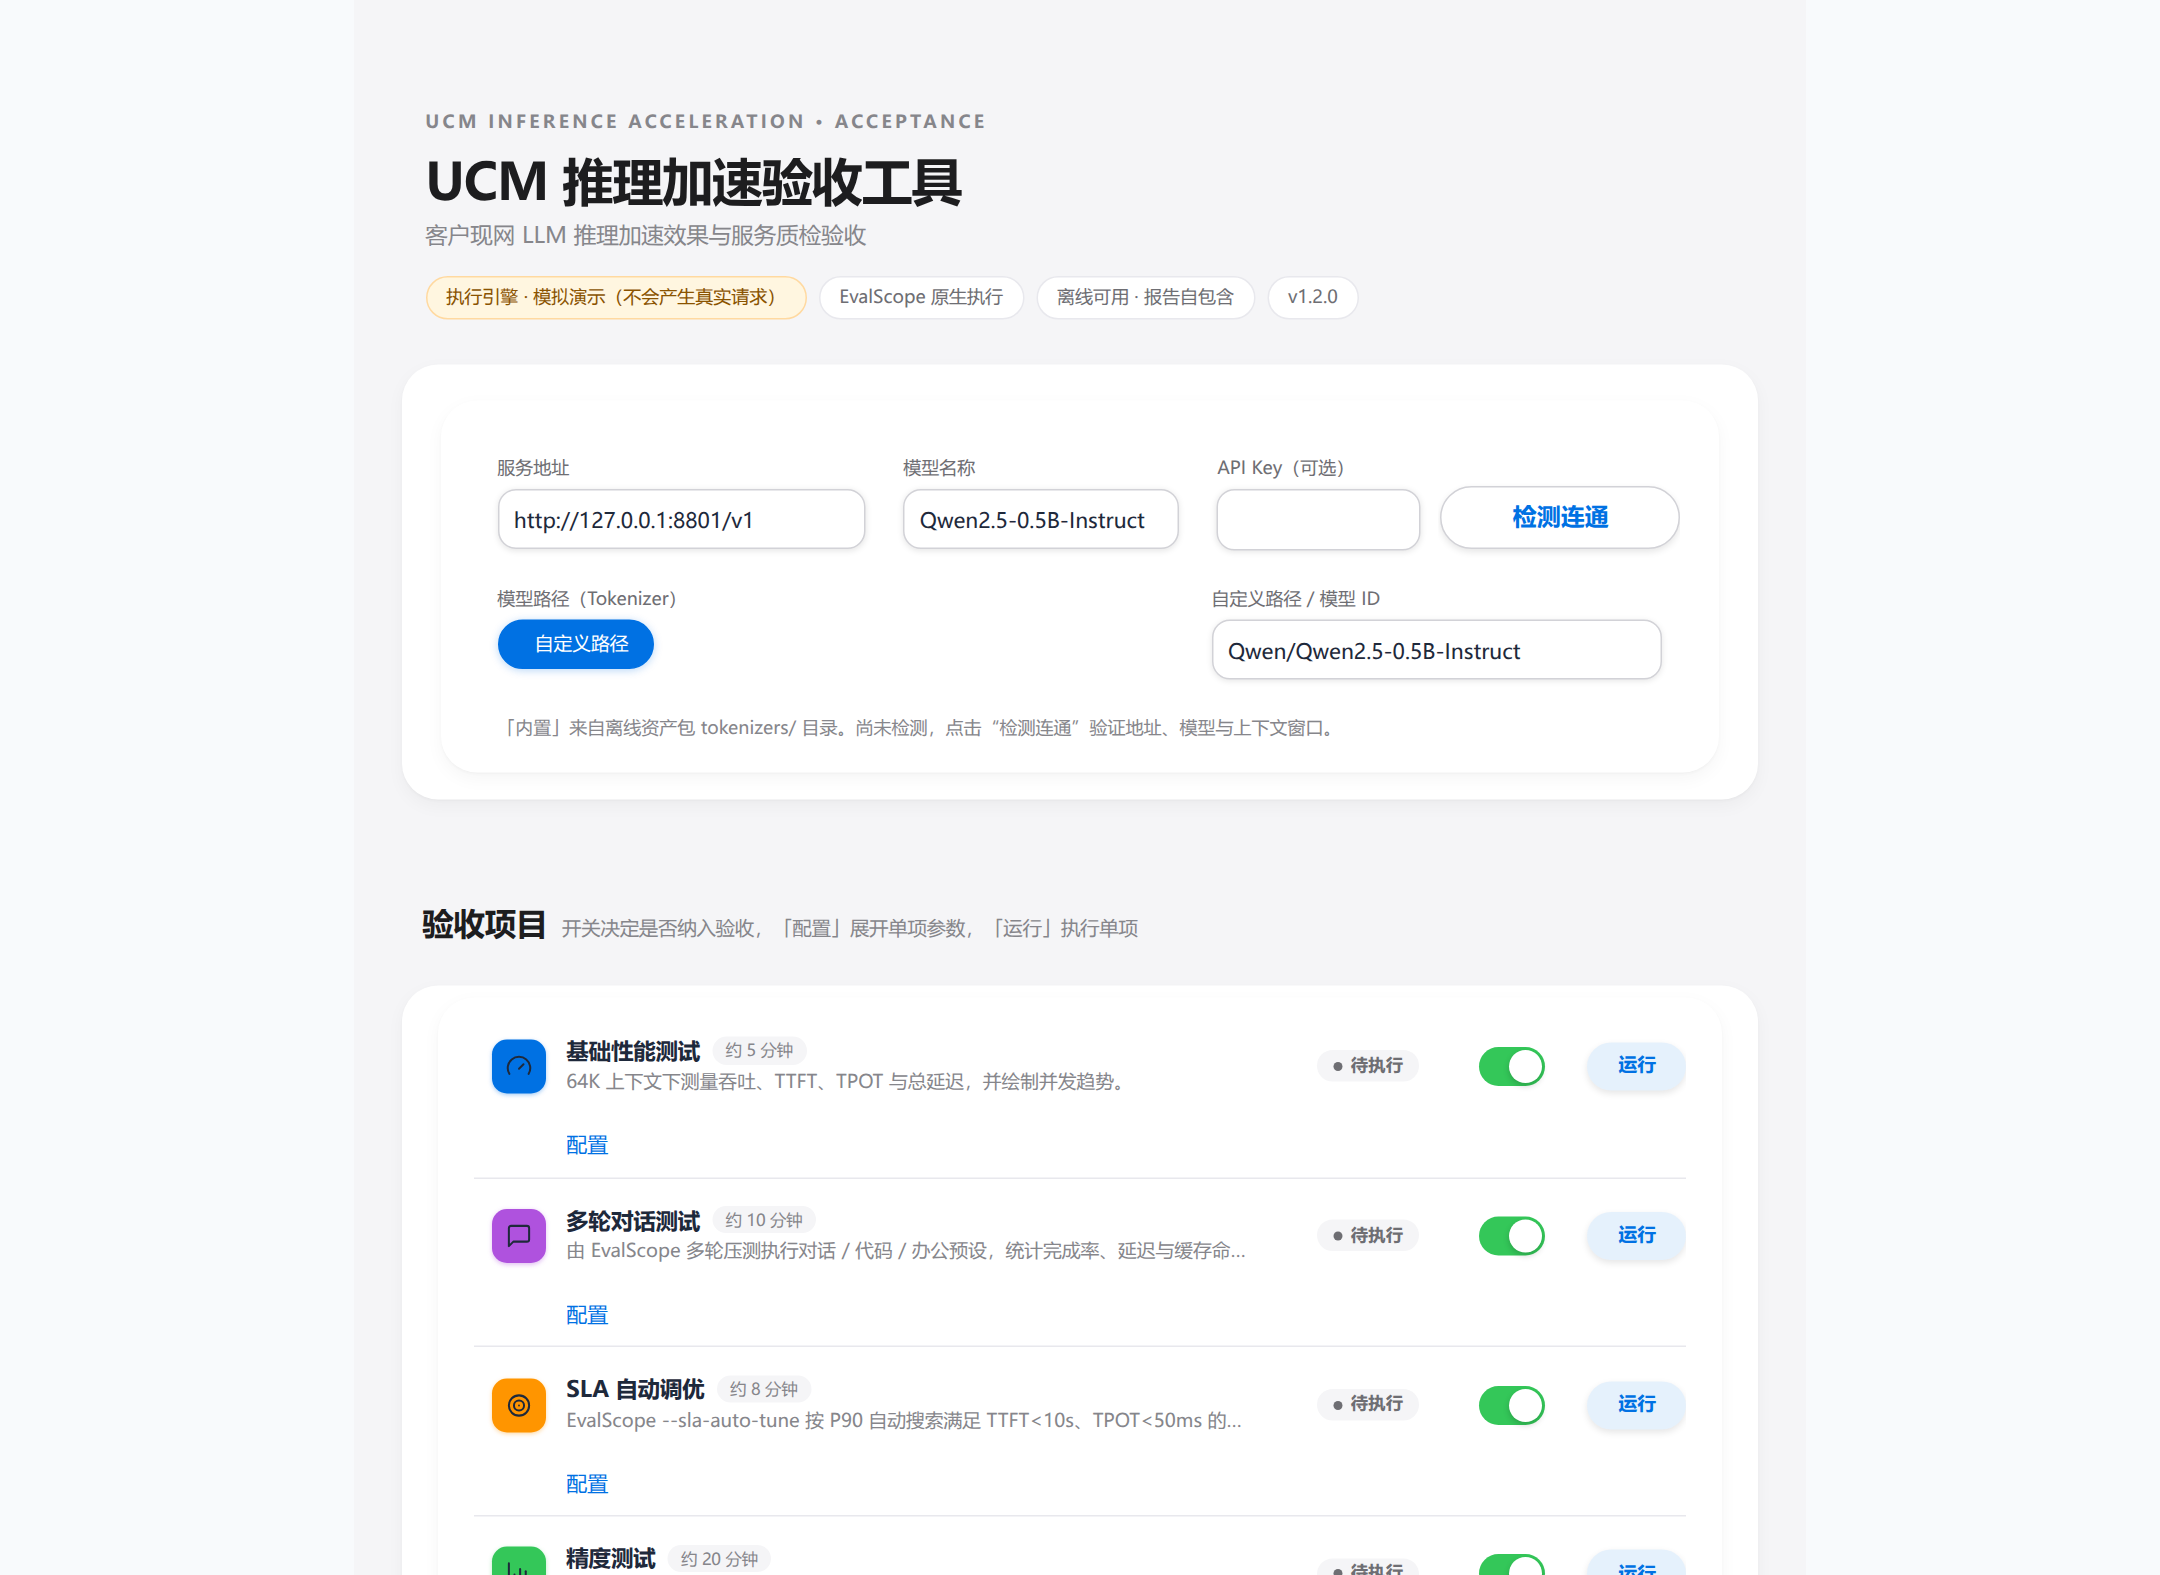 UCM INFERENCE ACCELERATION • ACCEPTANCE
UCM 推理加速验收工具
客户现网 LLM 推理加速效果与服务质检验收
执行引擎 · 模拟演示（不会产生真实请求） EvalScope 原生执行 离线可用 · 报告自包含 v1.2.0
服务地址 模型名称 API Key（可选）
http://127.0.0.1:8801/v1 Qwen2.5-0.5B-Instruct 检测连通
模型路径（Tokenizer） 自定义路径 / 模型 ID
自定义路径 Qwen/Qwen2.5-0.5B-Instruct
「内置」来自离线资产包 tokenizers/ 目录。尚未检测，点击“检测连通”验证地址、模型与上下文窗口。
验收项目 开关决定是否纳入验收，「配置」展开单项参数，「运行」执行单项
基础性能测试 约 5 分钟 待执行 运行
64K 上下文下测量吞吐、TTFT、TPOT 与总延迟，并绘制并发趋势。
配置
多轮对话测试 约 10 分钟 待执行 运行
由 EvalScope 多轮压测执行对话 / 代码 / 办公预设，统计完成率、延迟与缓存命...
配置
SLA 自动调优 约 8 分钟 待执行 运行
EvalScope --sla-auto-tune 按 P90 自动搜索满足 TTFT<10s、TPOT<50ms 的...
配置
精度测试 约 20 分钟 待执行 运行